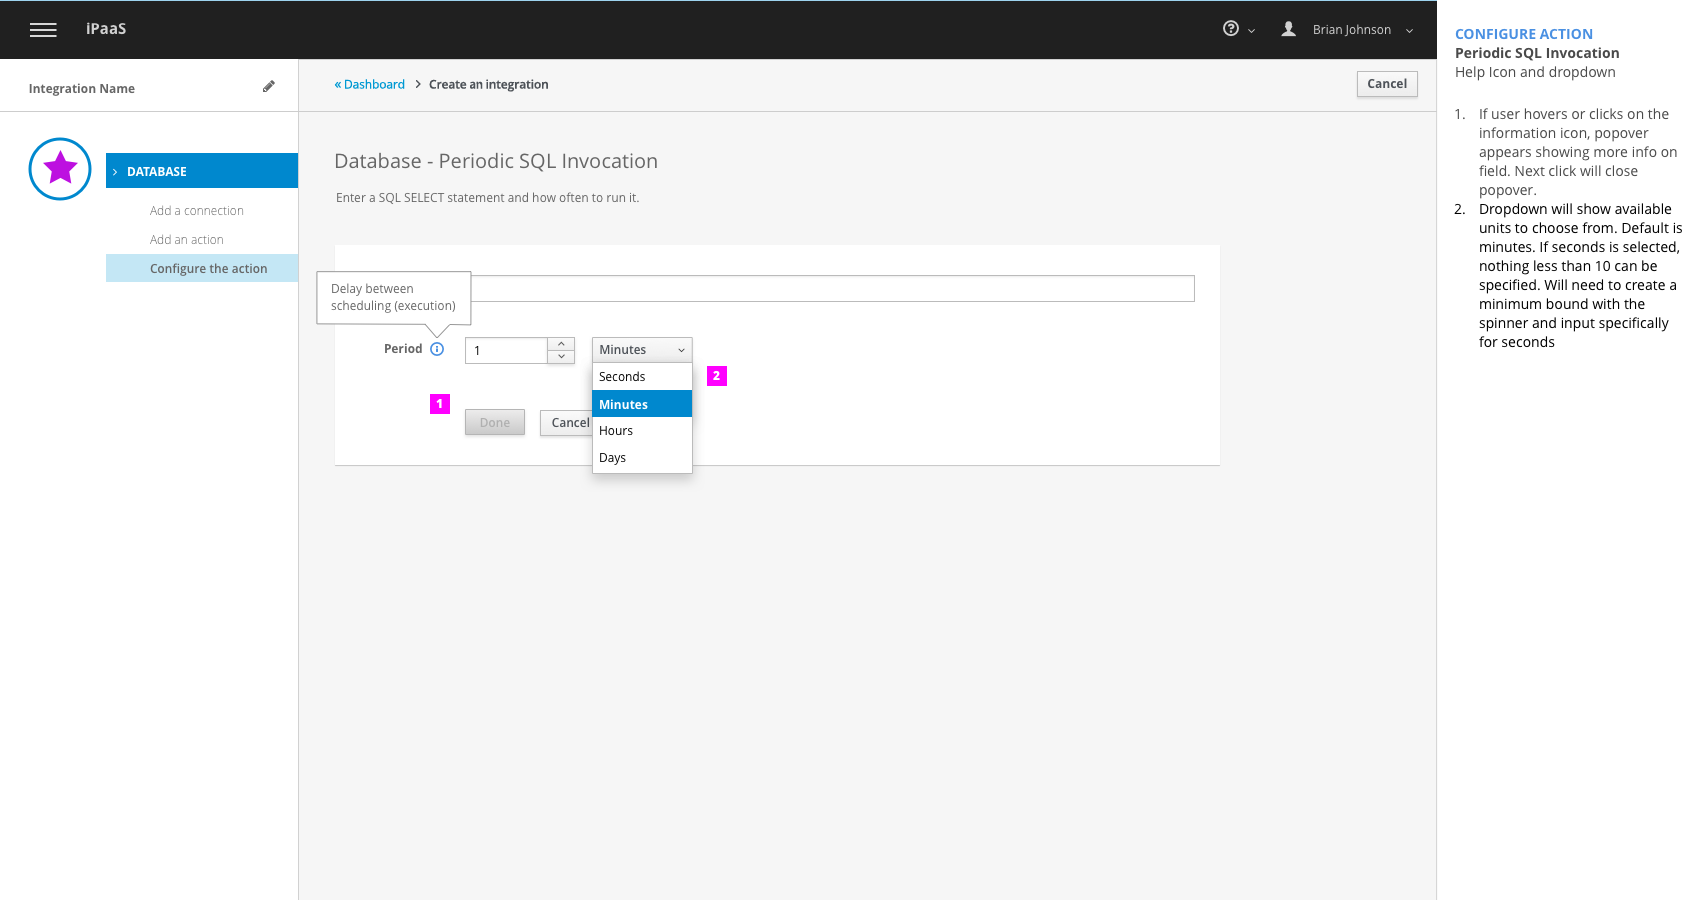 iPaaS
Brian Johnson
Integration Name
« Dashboard > Create an integration
Cancel
DATABASE
Add a connection
Add an action
Configure the action
Database - Periodic SQL Invocation
Enter a SQL SELECT statement and how often to run it.
Delay between
scheduling (execution)
Period
1
Minutes
Seconds
Minutes
Hours
Days
2
1
Done
Cancel
CONFIGURE ACTION
Periodic SQL Invocation
Help Icon and dropdown
1. If user hovers or clicks on the
information icon, popover
appears showing more info on
field. Next click will close
popover.
2. Dropdown will show available
units to choose from. Default is
minutes. If seconds is selected,
nothing less than 10 can be
specified. Will need to create a
minimum bound with the
spinner and input specifically
for seconds